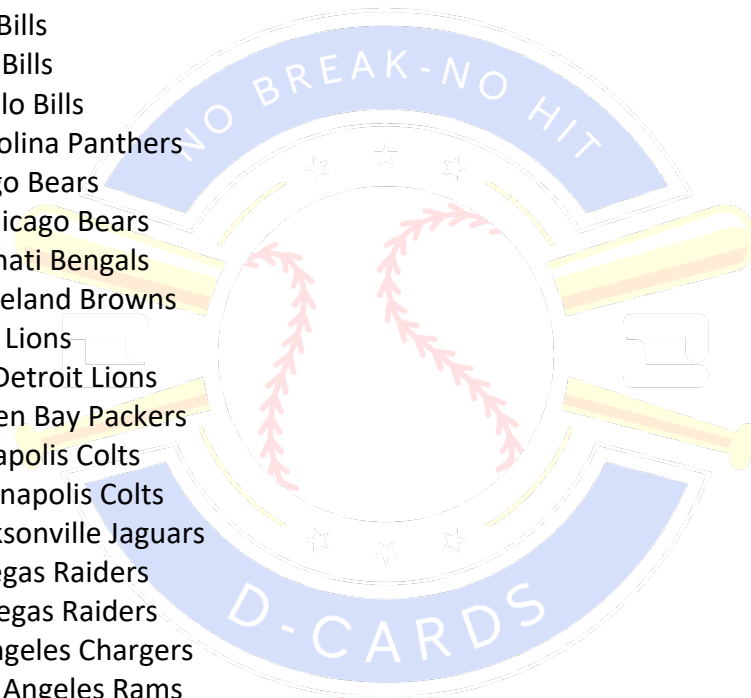 Bills
Bills
lo Bills
olina Panthers
go Bears
icago Bears
nati Bengals
eland Browns
Lions
Detroit Lions
en Bay Packers
apolis Colts
napolis Colts
ksonville Jaguars
egas Raiders
egas Raiders
ngeles Chargers
Angeles Rams
NO BREAK-NO HIT
D-CARDS